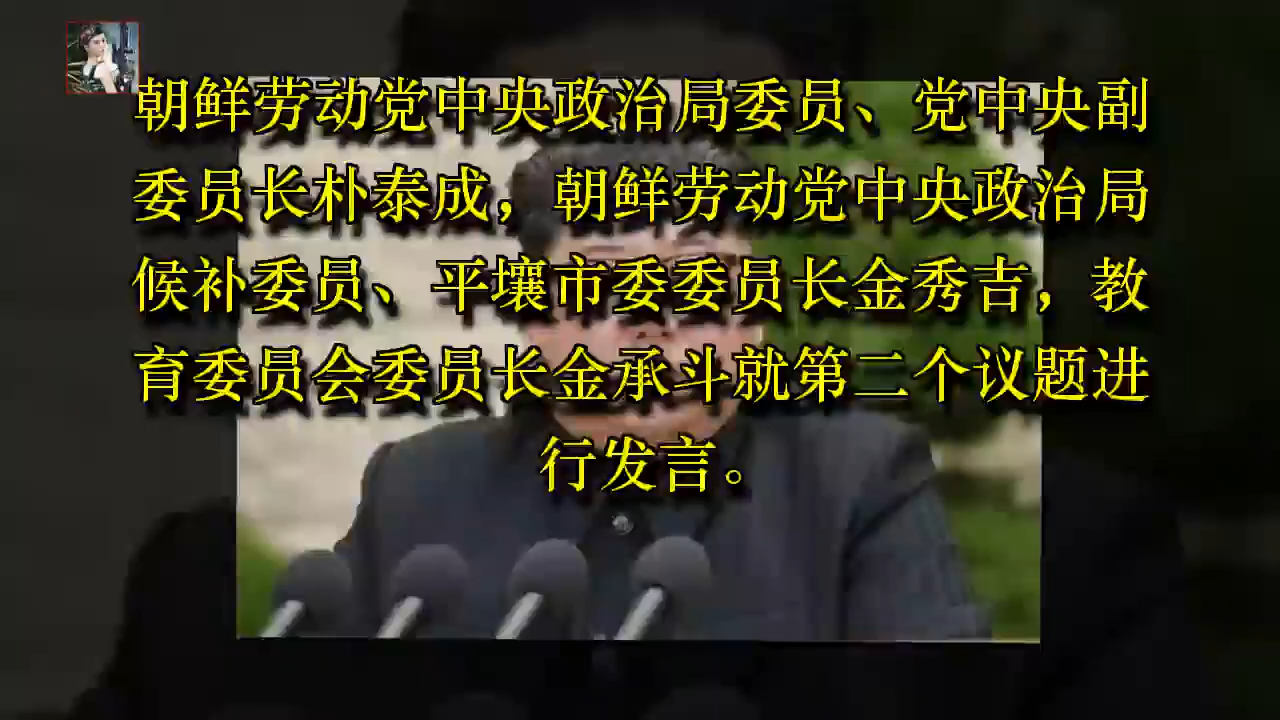 朝鲜劳动党中央政治局委员、党中央副
委员长朴泰成，朝鲜劳动党中央政治局
候补委员、平壤市委委员长金秀吉，教
育委员会委员长金承斗就第二个议题进
行发言。